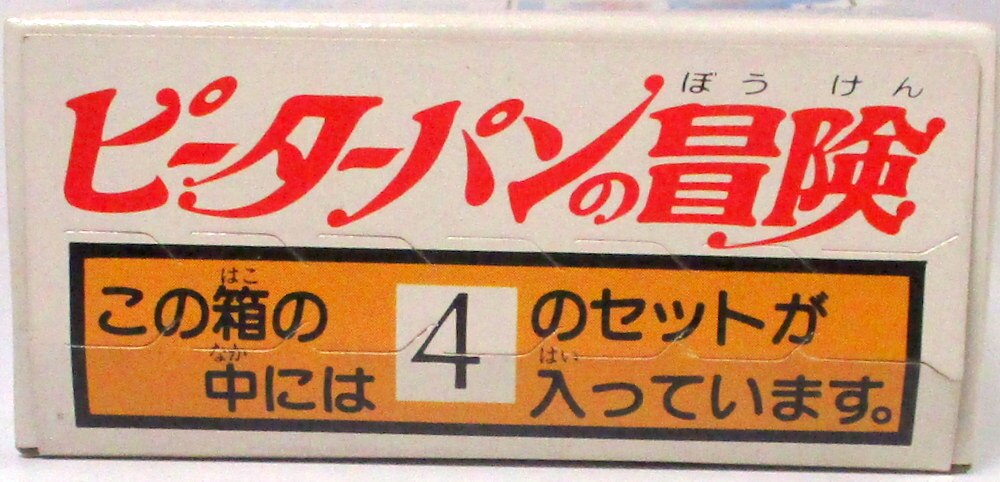 ぼうけん
ピーターパンの冒険
はこ
この箱の 4 のセットが
なか はい
中には 入っています。